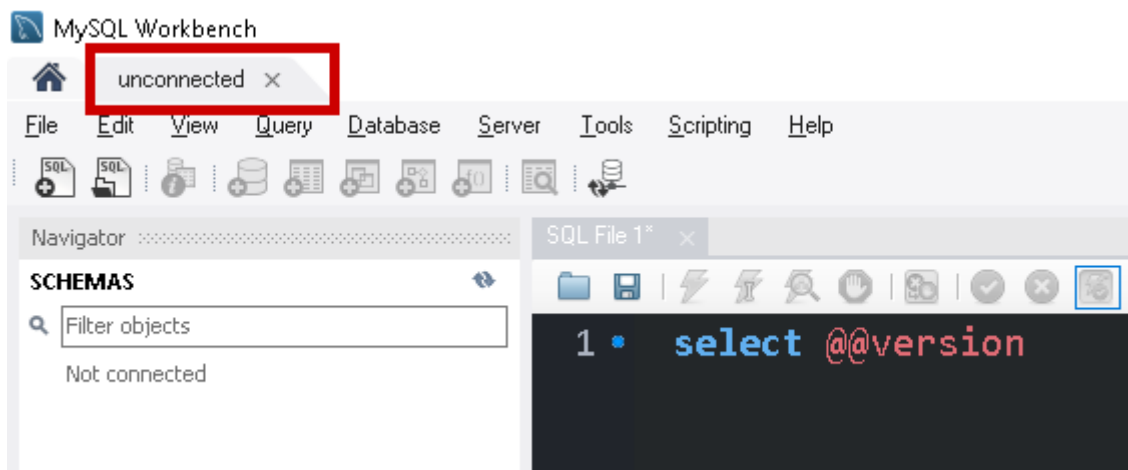 MySQL Workbench
unconnected
File Edit View Query Database Server Tools Scripting Help
SQL SQL
Navigator
SQL File 1*
SCHEMAS
Filter objects
1 select @@version
Not connected